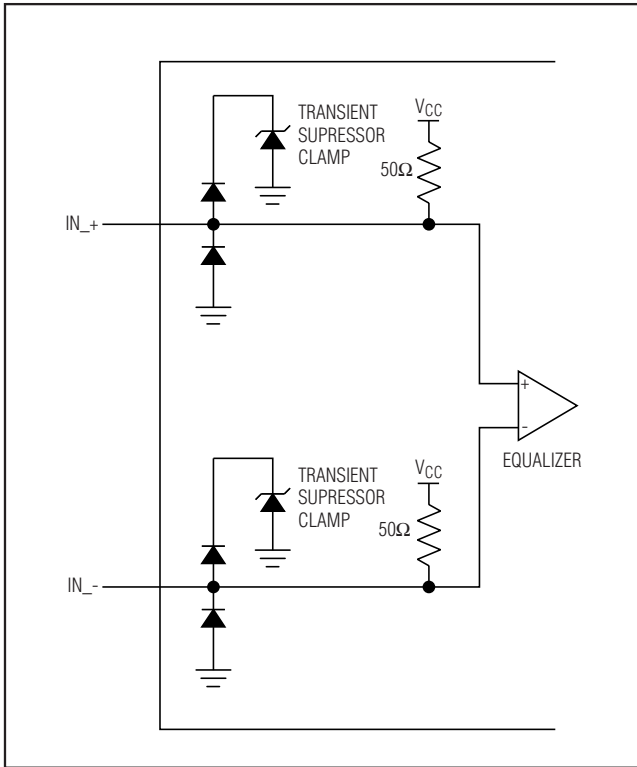 TRANSIENT
SUPRESSOR
CLAMP
VCC
50Ω
IN_+
+
-
EQUALIZER
TRANSIENT
SUPRESSOR
CLAMP
VCC
50Ω
IN_-